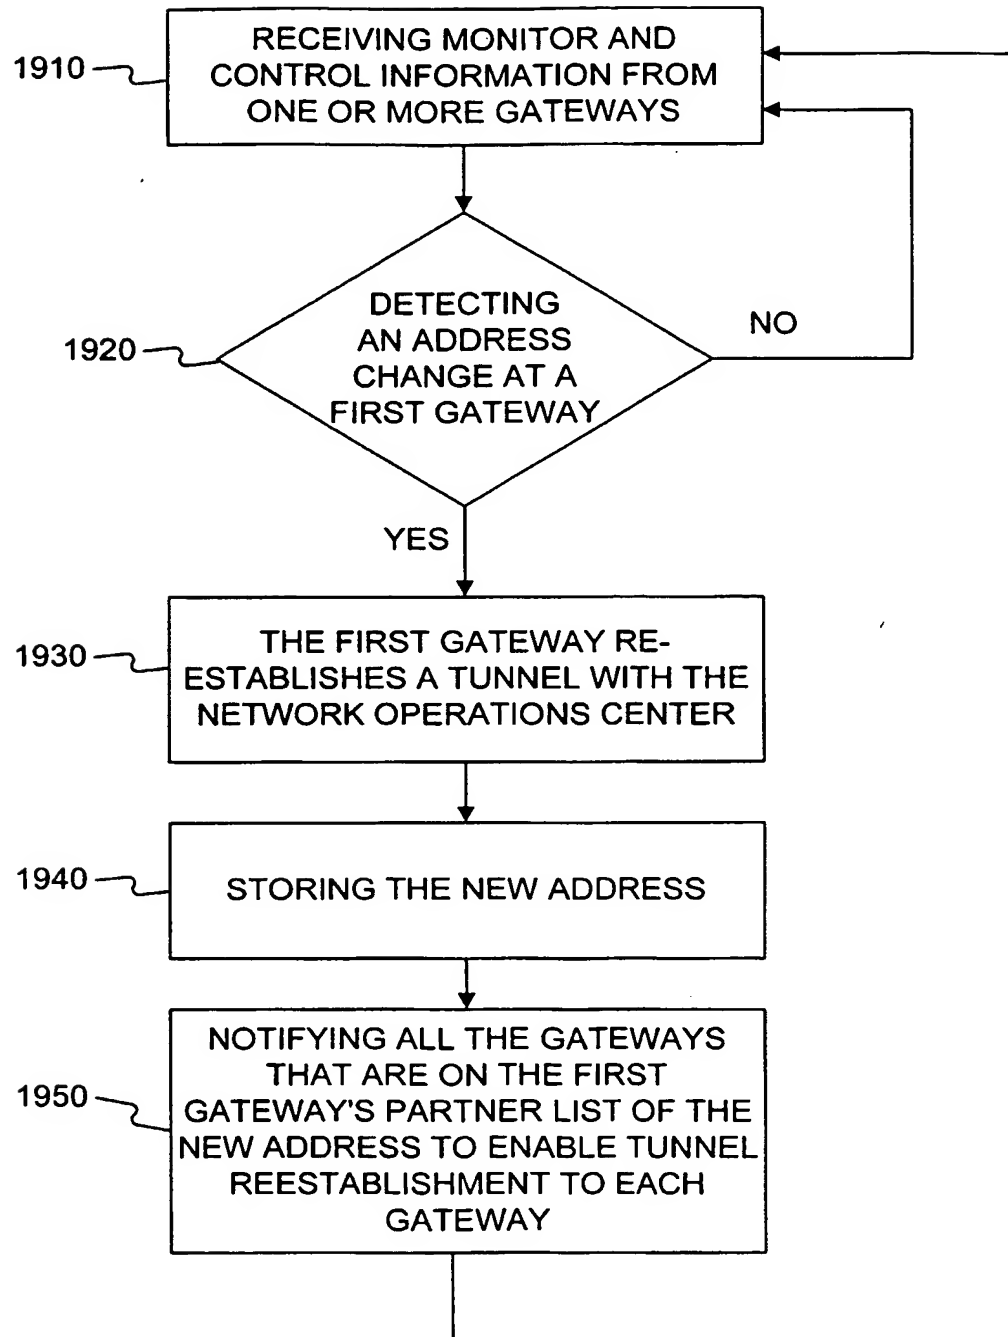 1910
RECEIVING MONITOR AND
CONTROL INFORMATION FROM
ONE OR MORE GATEWAYS
1920
DETECTING
AN ADDRESS
CHANGE AT A
FIRST GATEWAY
NO
YES
1930
THE FIRST GATEWAY RE-
ESTABLISHES A TUNNEL WITH THE
NETWORK OPERATIONS CENTER
1940
STORING THE NEW ADDRESS
1950
NOTIFYING ALL THE GATEWAYS
THAT ARE ON THE FIRST
GATEWAY'S PARTNER LIST OF THE
NEW ADDRESS TO ENABLE TUNNEL
REESTABLISHMENT TO EACH
GATEWAY